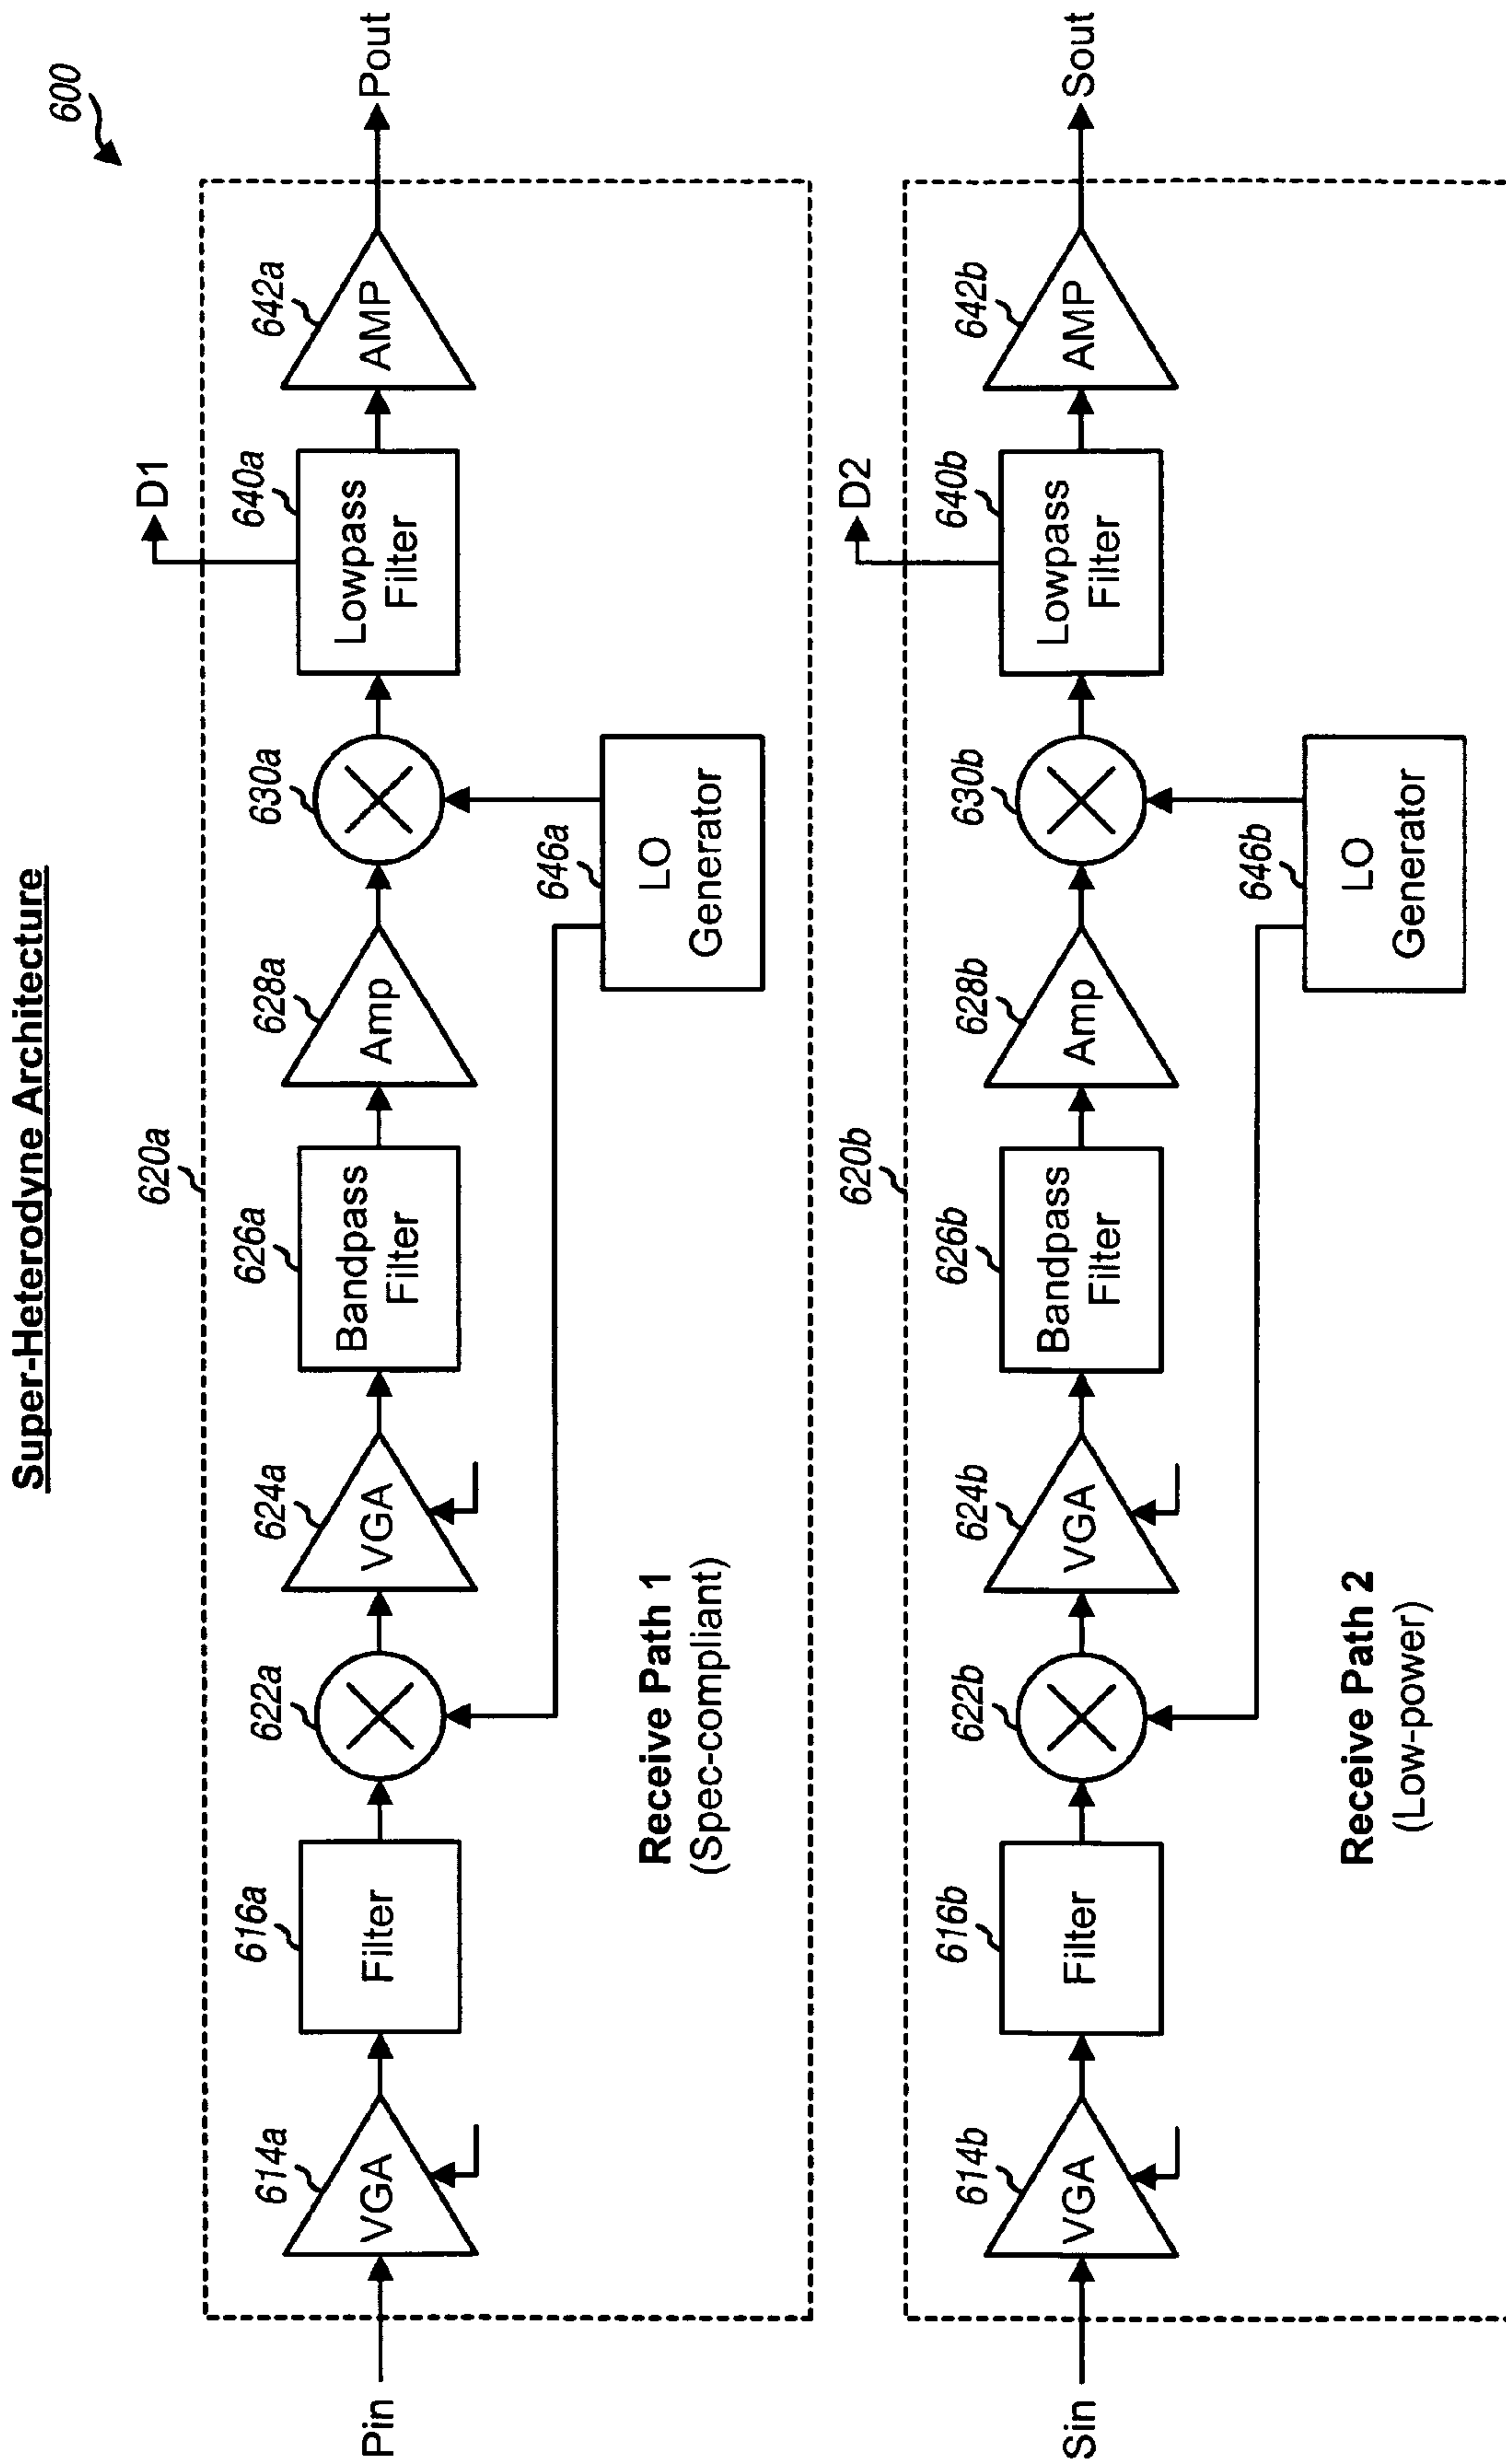 Super-Heterodyne Architecture
600
620a
Pin
614a
VGA
616a
Filter
622a
624a
VGA
626a
Bandpass
Filter
628a
Amp
630a
D1
640a
Lowpass
Filter
642a
AMP
Pout
646a
LO
Generator
Receive Path 1
(Spec-compliant)
620b
Sin
614b
VGA
616b
Filter
622b
624b
VGA
626b
Bandpass
Filter
628b
Amp
630b
D2
640b
Lowpass
Filter
642b
AMP
Sout
646b
LO
Generator
Receive Path 2
(Low-power)